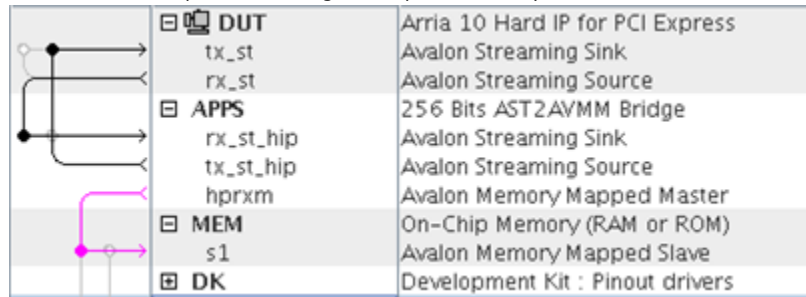 DUT Arria 10 Hard IP for PCI Express
tx_st Avalon Streaming Sink
rx_st Avalon Streaming Source
APPS 256 Bits AST2AVMM Bridge
rx_st_hip Avalon Streaming Sink
tx_st_hip Avalon Streaming Source
hprxm Avalon Memory Mapped Master
MEM On-Chip Memory (RAM or ROM)
s1 Avalon Memory Mapped Slave
DK Development Kit : Pinout drivers